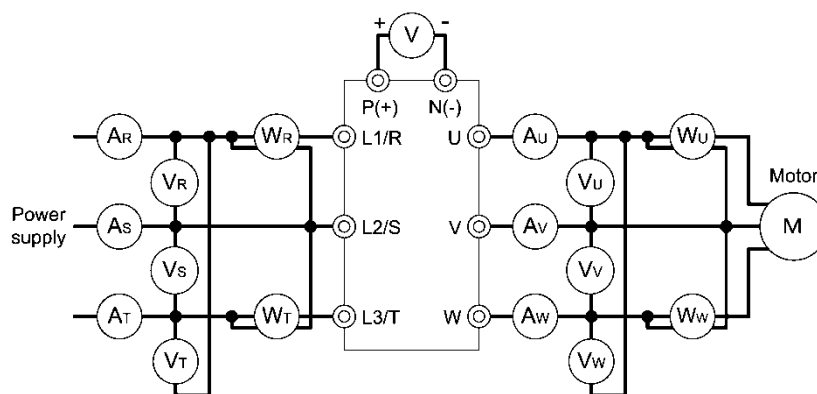 + V -
P(+) N(-)
AR WR L1/R U AU WU
VR VU Motor
Power
supply
AS L2/S V AV M
VS VV
AT WT L3/T W AW WW
VT VW